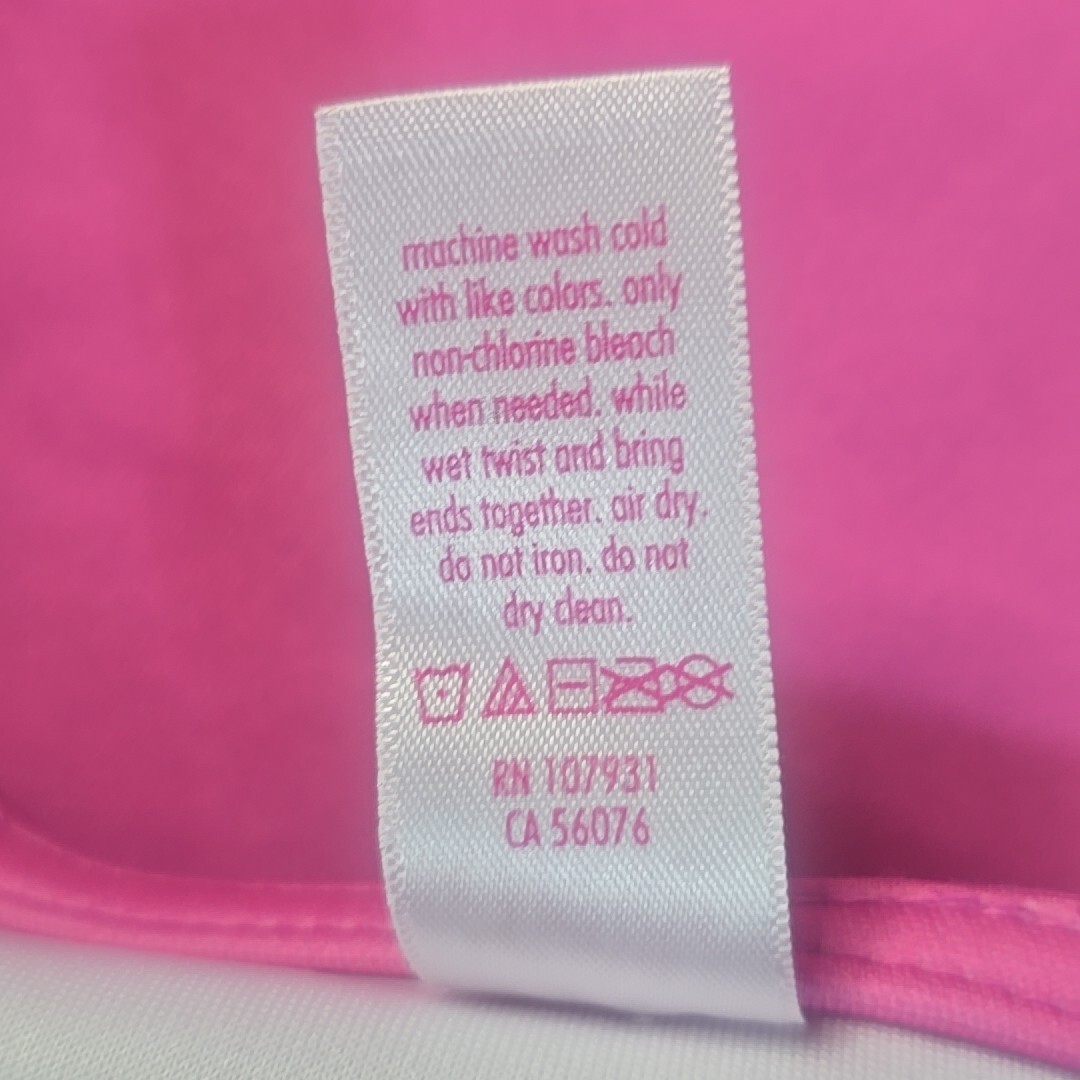 machine wash cold
with like colors. only
non-chlorine bleach
when needed. while
wet twist and bring
ends together. air dry.
do not iron. do not
dry clean.
RN 107931
CA 56076